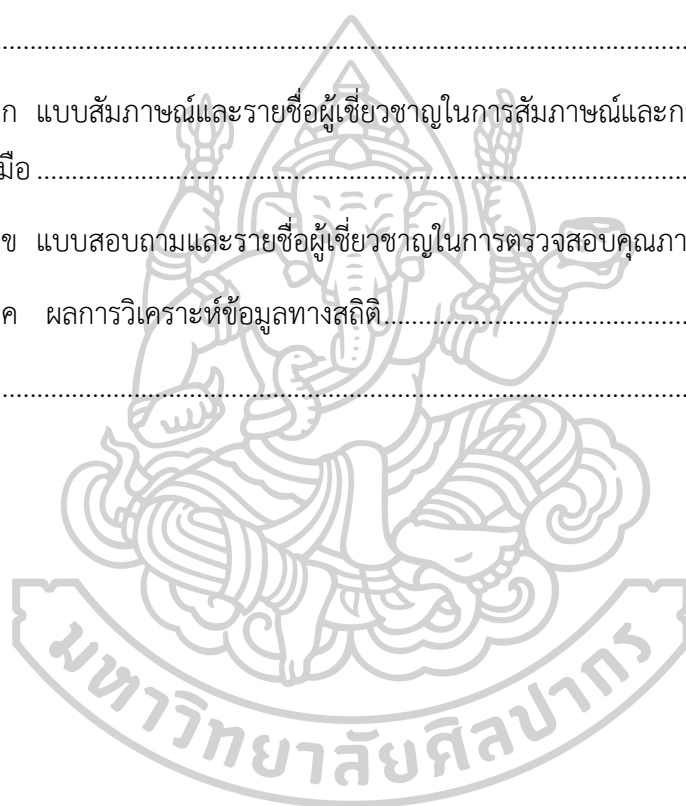 ................................................................................
ก แบบสัมภาษณ์และรายชื่อผู้เชี่ยวชาญในการสัมภาษณ์และก
มือ ................................................................................
ข แบบสอบถามและรายชื่อผู้เชี่ยวชาญในการตรวจสอบคุณภา
ค ผลการวิเคราะห์ข้อมูลทางสถิติ........................................
................................................................................
มหาวิทยาลัยศิลปากร